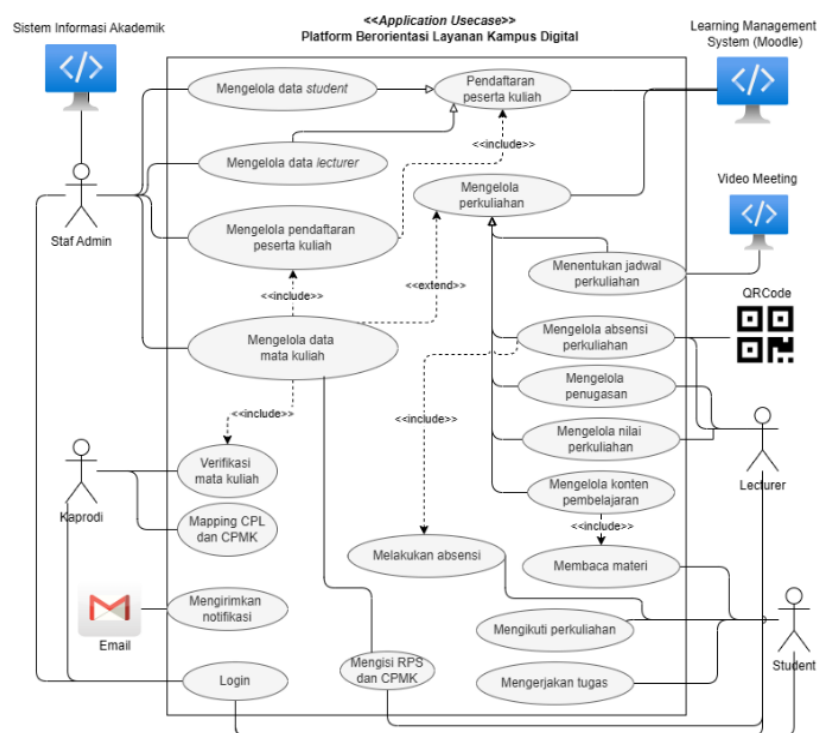 <<Application Usecase>>
Platform Berorientasi Layanan Kampus Digital
Sistem Informasi Akademik
Learning Management
System (Moodle)
Mengelola data student
Pendaftaran
peserta kuliah
<<include>>
Mengelola data lecturer
Mengelola
perkuliahan
Video Meeting
Staf Admin
Mengelola pendaftaran
peserta kuliah
Menentukan jadwal
perkuliahan
<<include>>
<<extend>>
QRCode
Mengelola data
mata kuliah
Mengelola absensi
perkuliahan
Mengelola
penugasan
<<include>>
<<include>>
Mengelola nilai
perkuliahan
Verifikasi
mata kuliah
Mengelola konten
pembelajaran
Lecturer
Kaprodi
Mapping CPL
dan CPMK
<<include>>
Melakukan absensi
Membaca materi
Mengirimkan
notifikasi
Email
Mengikuti perkuliahan
Student
Login
Mengisi RPS
dan CPMK
Mengerjakan tugas